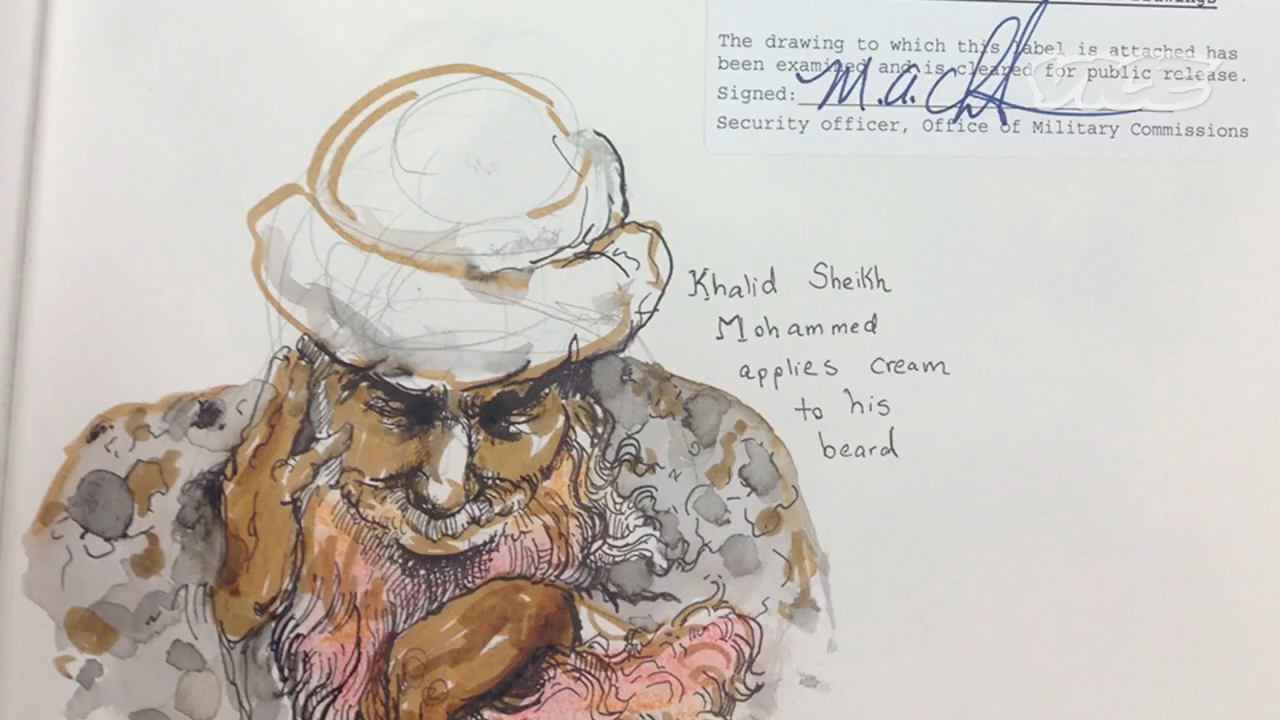 The drawing to which this label is attached has
been examined and is cleared for public release.
Signed: M.a.
Security officer, Office of Military Commissions
VICE
Khalid Sheikh
Mohammed
applies cream
to his
beard